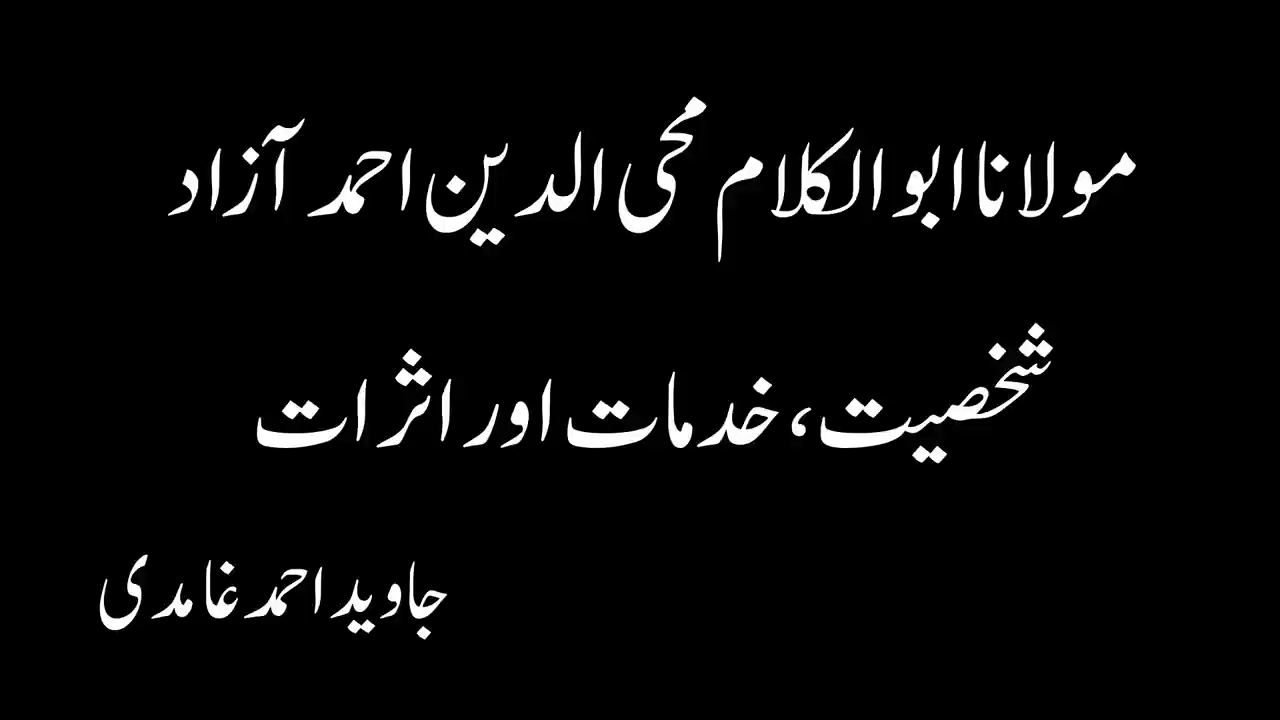 مولانا ابوالکلام محی الدین احمد آزاد
شخصیت، خدمات اور اثرات
جاوید احمد غامدی